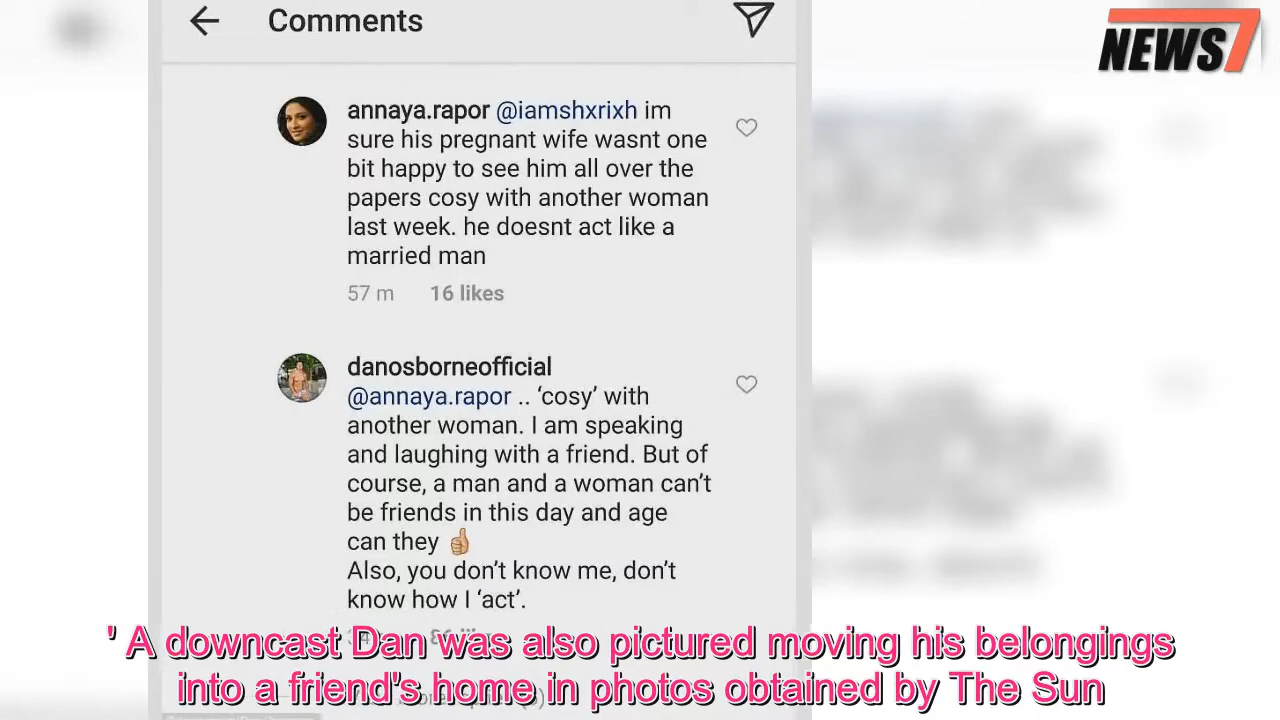 Comments
NEWS7
annaya.rapor @iamshxrixh im
sure his pregnant wife wasnt one
bit happy to see him all over the
papers cosy with another woman
last week. he doesnt act like a
married man
57 m 16 likes
danosborneofficial
@annaya.rapor .. ‘cosy’ with
another woman. I am speaking
and laughing with a friend. But of
course, a man and a woman can’t
be friends in this day and age
can they 👍🏼
Also, you don’t know me, don’t
know how I ‘act’.
' A downcast Dan was also pictured moving his belongings
into a friend's home in photos obtained by The Sun